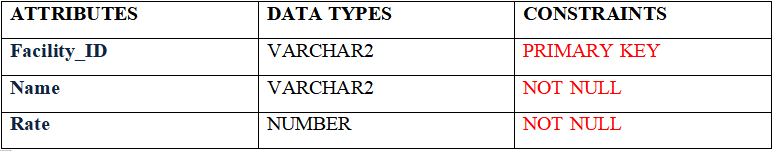 ATTRIBUTES DATA TYPES CONSTRAINTS
Facility_ID VARCHAR2 PRIMARY KEY
Name VARCHAR2 NOT NULL
Rate NUMBER NOT NULL